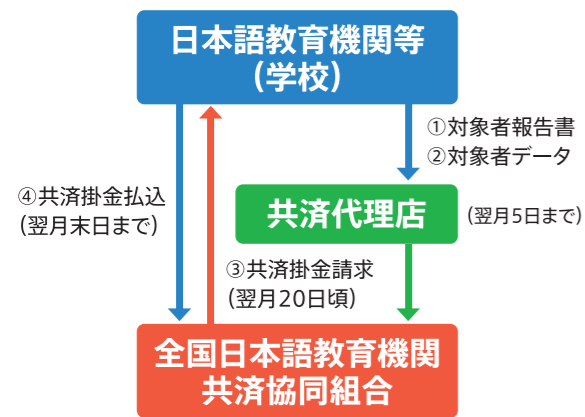 日本語教育機関等
(学校)
①対象者報告書
②対象者データ
④共済掛金払込
(翌月末日まで)
共済代理店
(翌月5日まで)
③共済掛金請求
(翌月20日頃)
全国日本語教育機関
共済協同組合